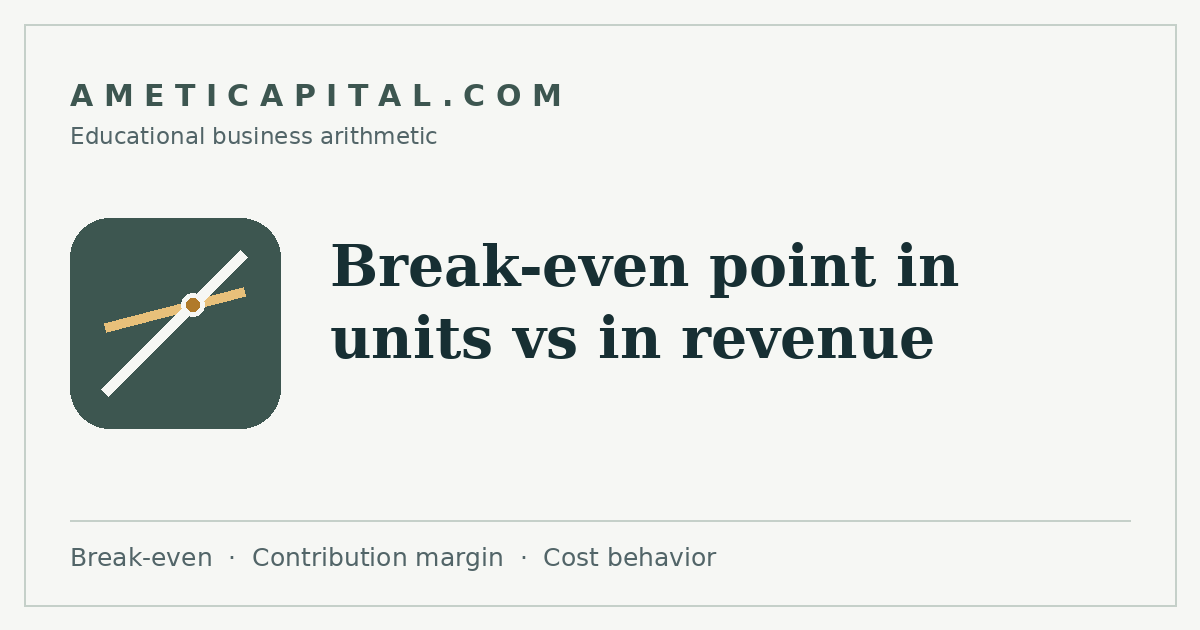 AMETICAPITAL.COM
Educational business arithmetic
Break-even point in
units vs in revenue
Break-even · Contribution margin · Cost behavior